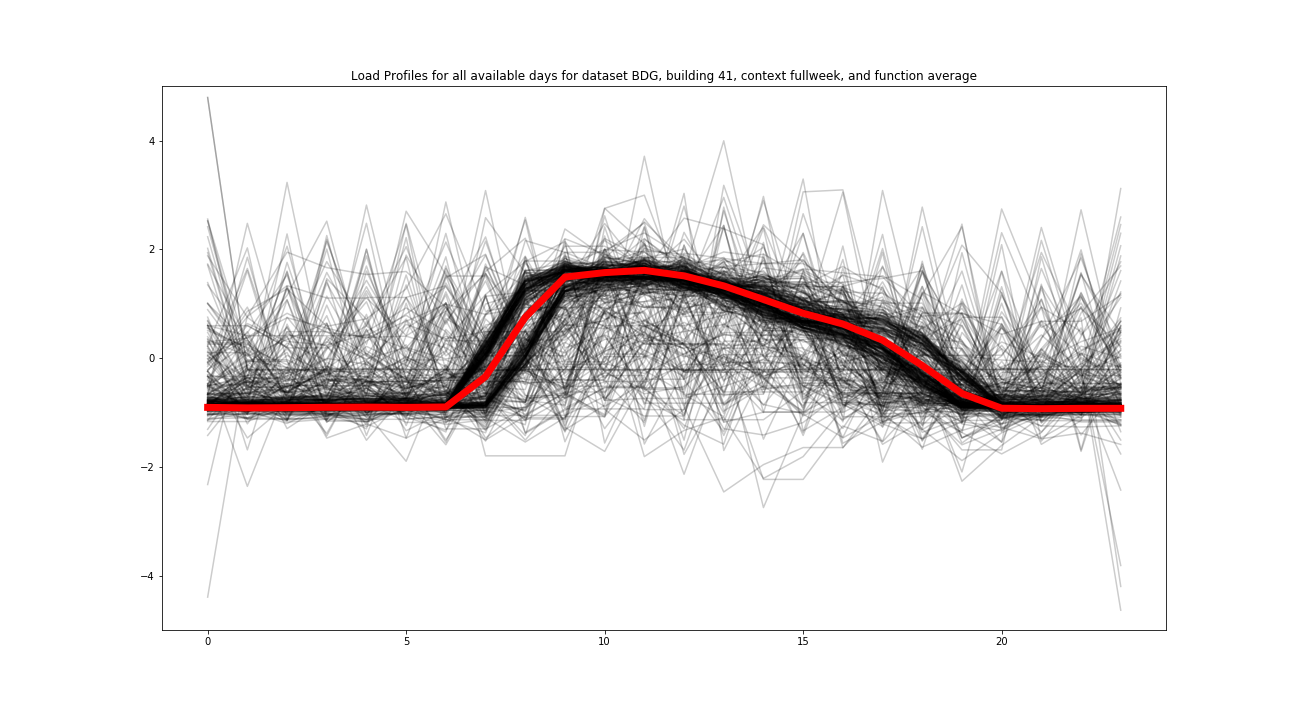 Load Profiles for all available days for dataset BDG, building 41, context fullweek, and function average
4
2
0
−2
−4
0 5 10 15 20